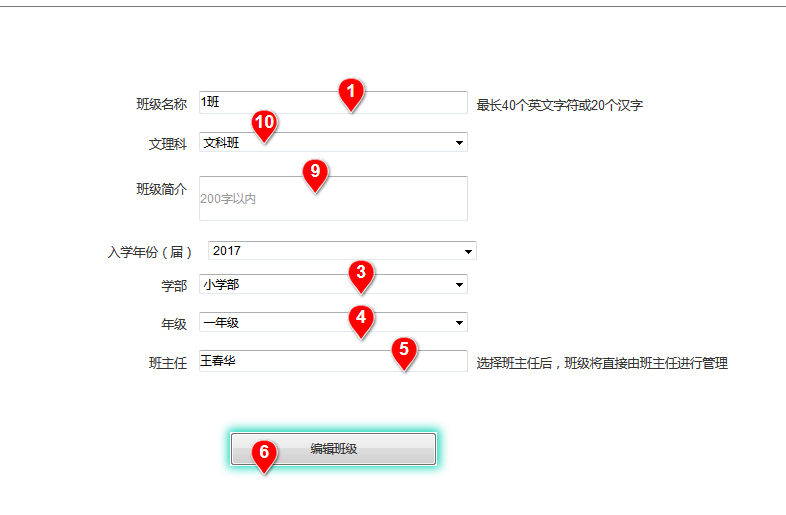 班级名称 1班 1 最长40个英文字符或20个汉字
文理科 文科班 10
班级简介 200字以内 9
入学年份（届） 2017
学部 小学部 3
年级 一年级 4
班主任 王春华 5 选择班主任后，班级将直接由班主任进行管理
6 编辑班级